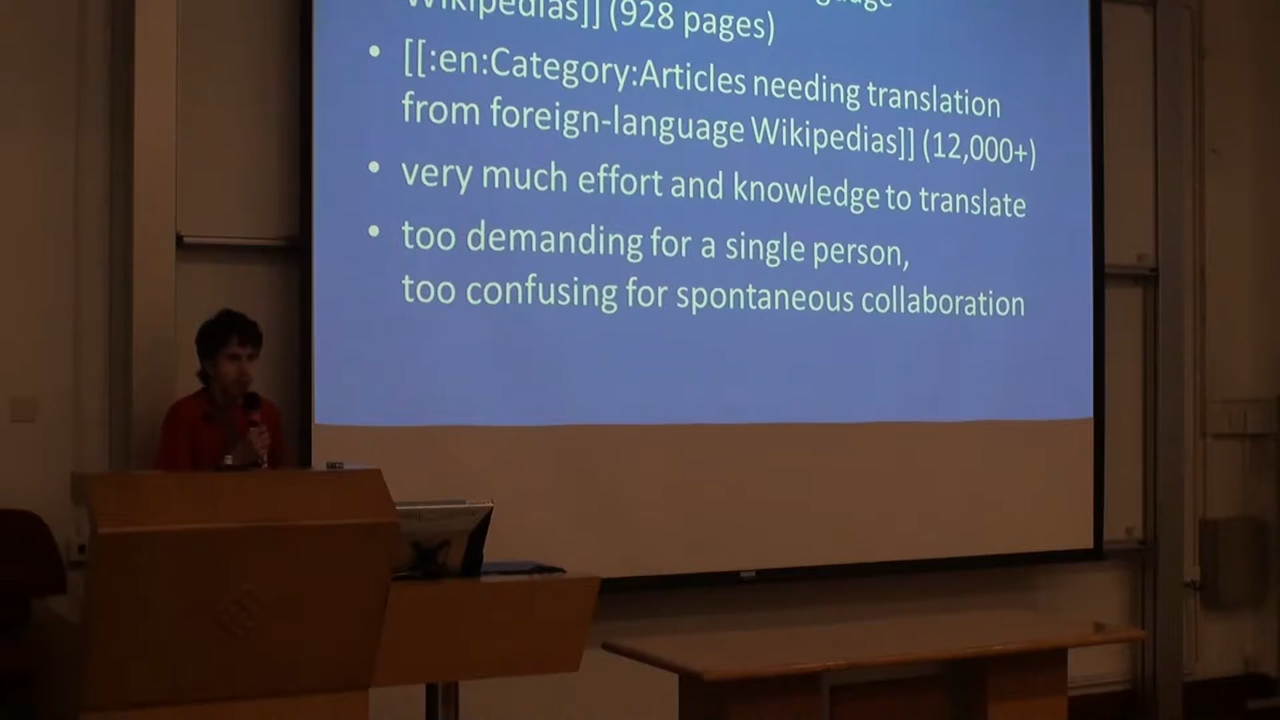 Wikipedias]] (928 pages)
• [[:en:Category:Articles needing translation
from foreign-language Wikipedias]] (12,000+)
• very much effort and knowledge to translate
• too demanding for a single person,
too confusing for spontaneous collaboration